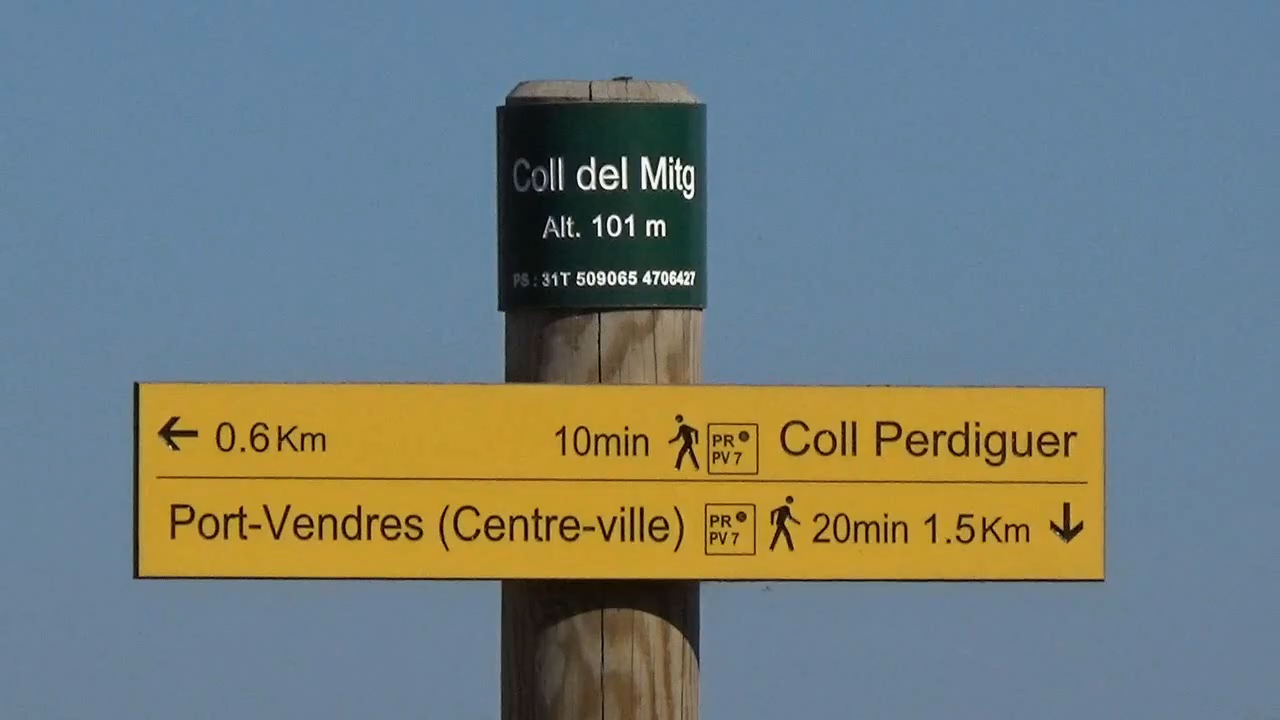 Coll del Mitg
Alt. 101 m
PS : 31T 509065 4706427
0.6 Km 10min PR PV 7 Coll Perdiguer
Port-Vendres (Centre-ville) PR PV 7 20min 1.5 Km